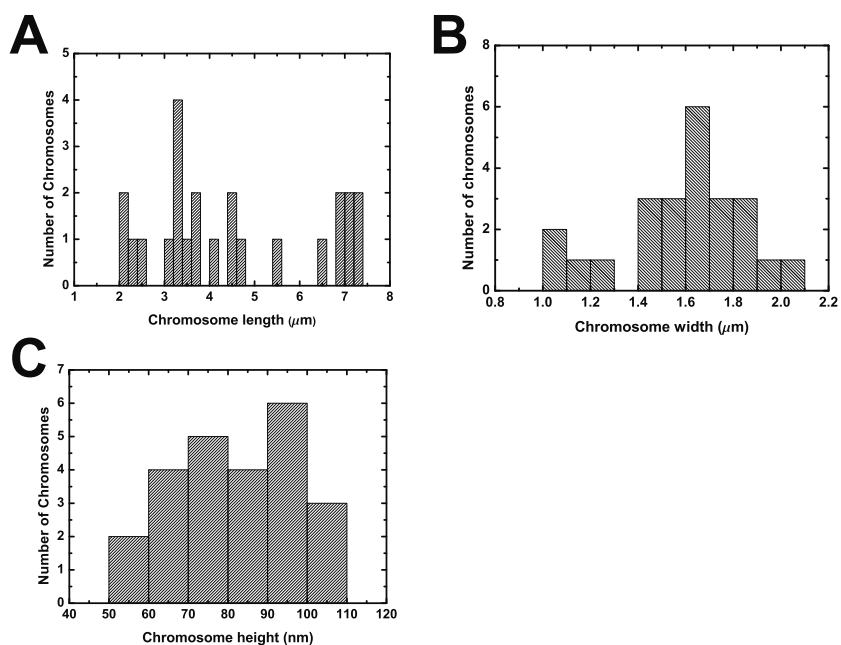 A
5
4
3
2
1
0
Number of Chromosomes
1 2 3 4 5 6 7 8
Chromosome length (μm)
B
8
6
4
2
0
Number of chromosomes
0.8 1.0 1.2 1.4 1.6 1.8 2.0 2.2
Chromosome width (μm)
C
7
6
5
4
3
2
1
0
Number of Chromosomes
40 50 60 70 80 90 100 110 120
Chromosome height (nm)